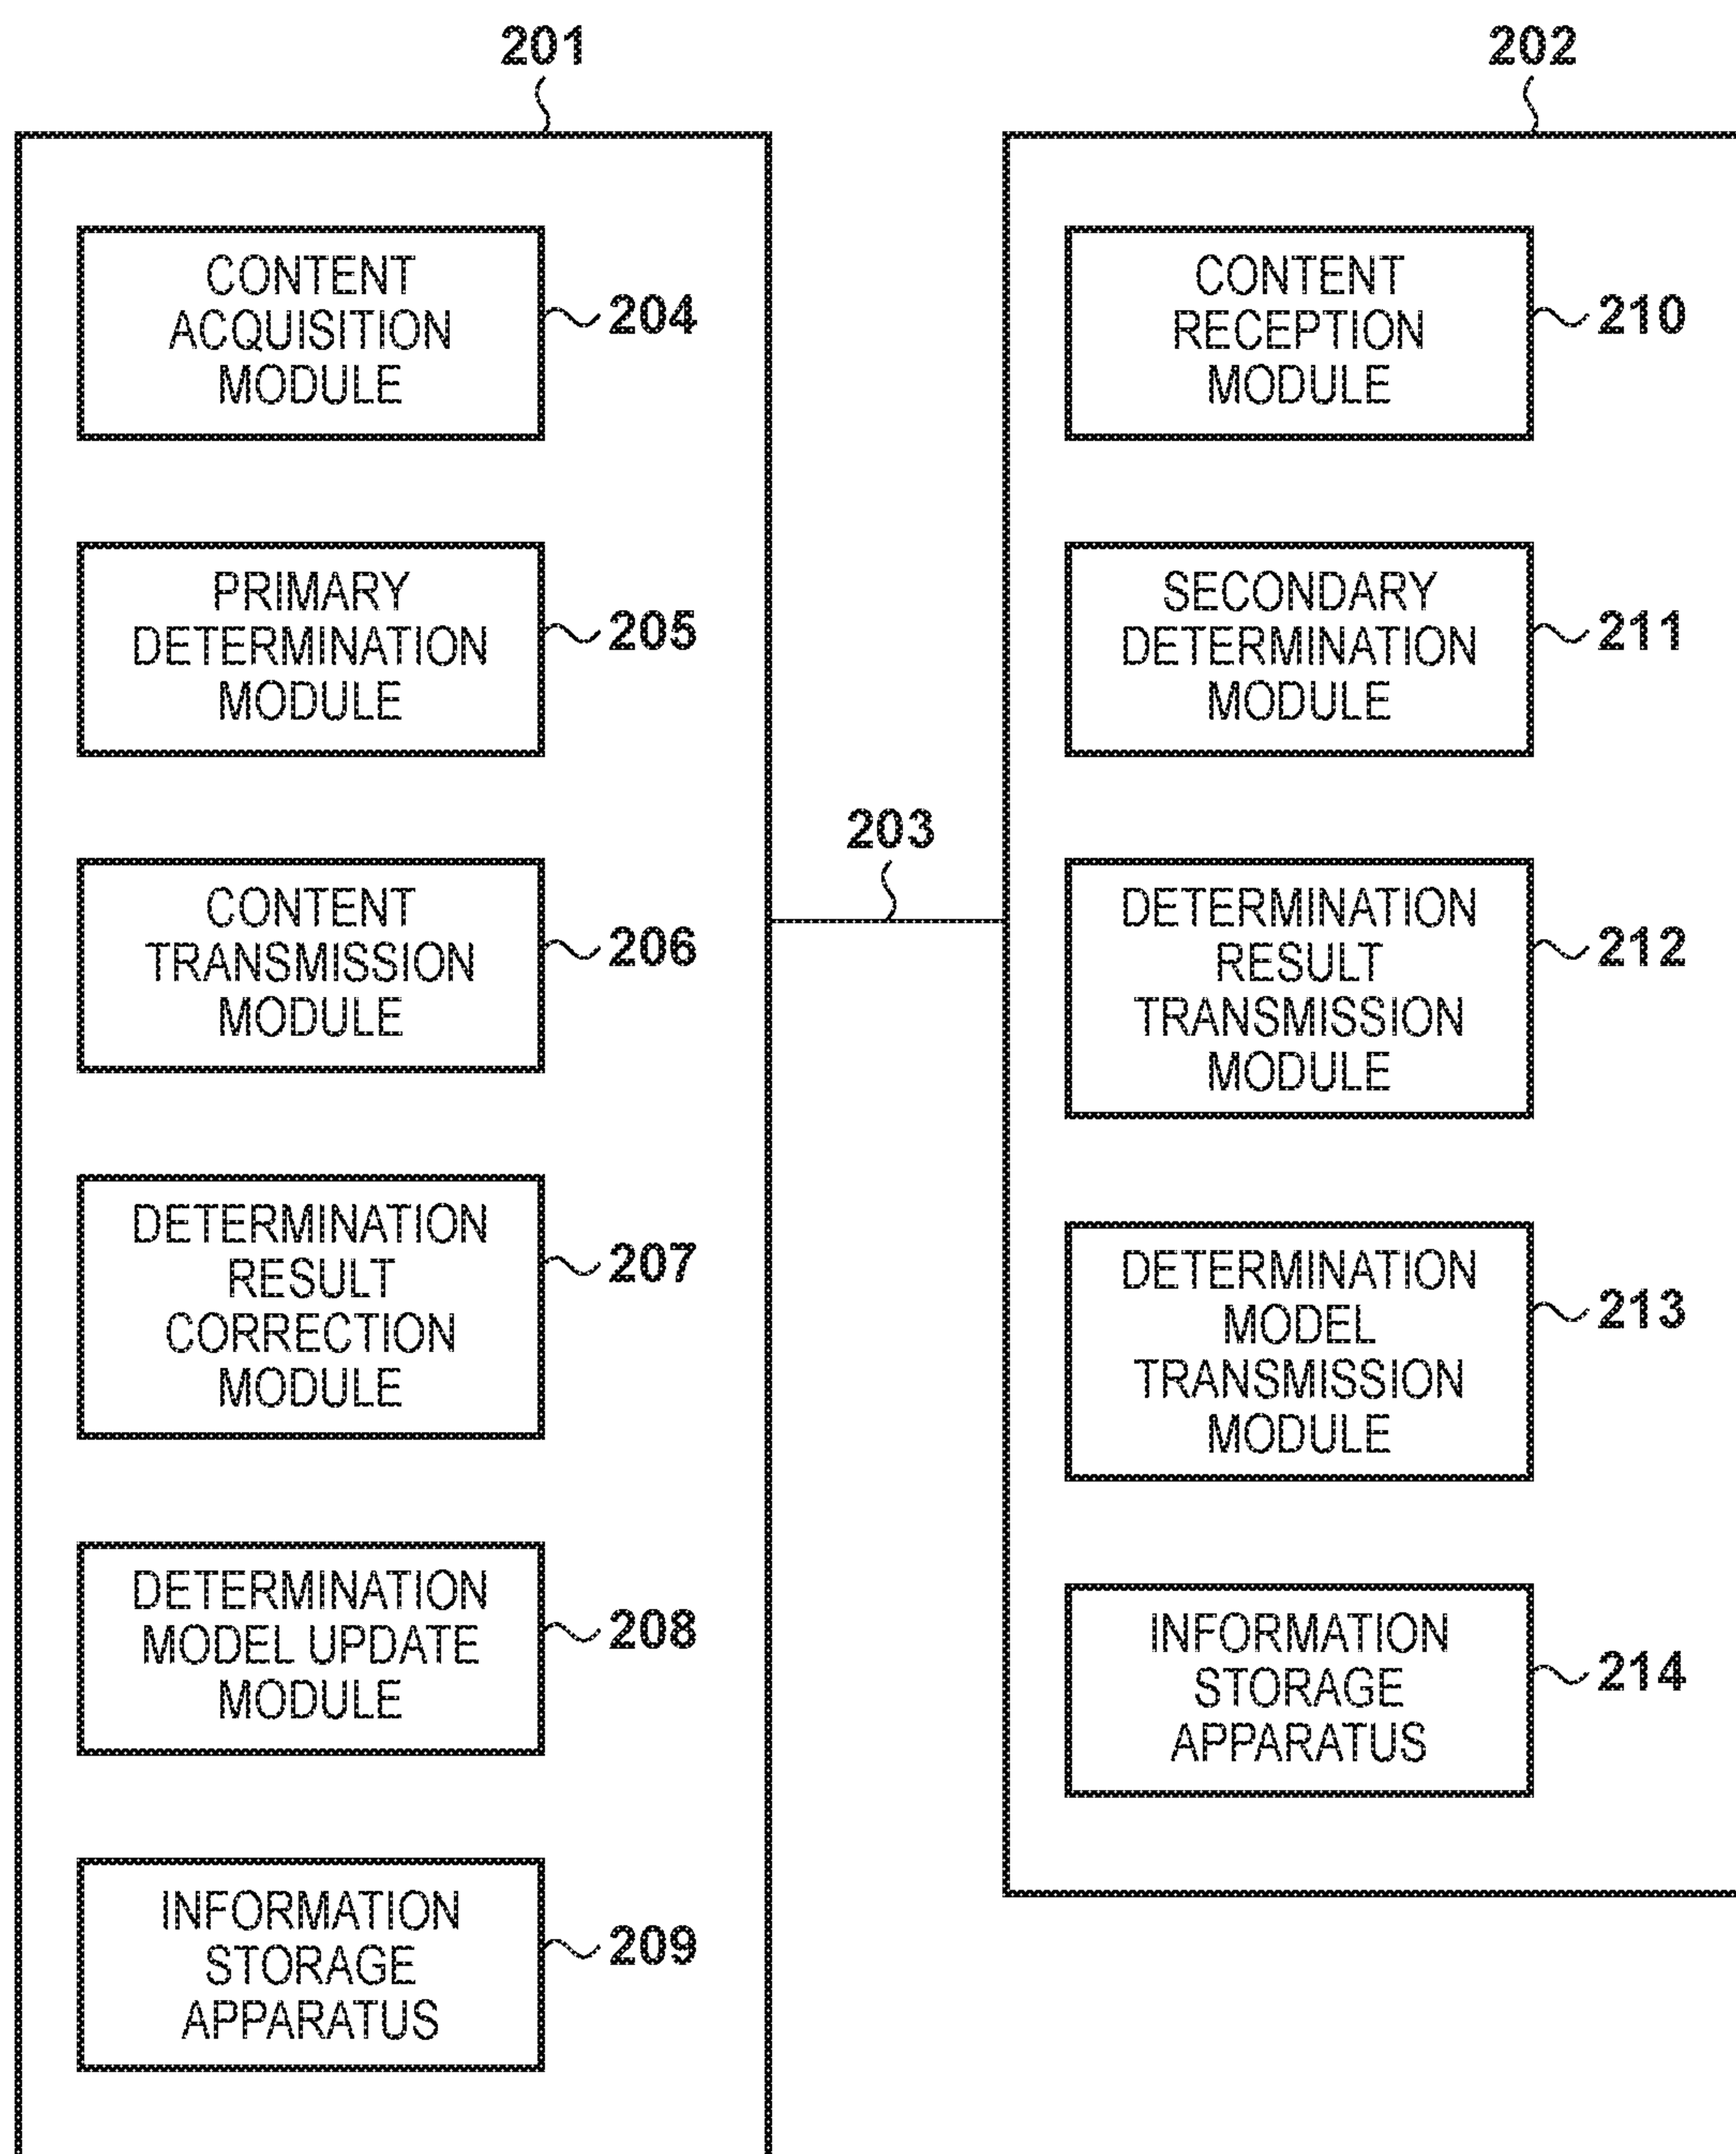 201
CONTENT
ACQUISITION
MODULE
204
PRIMARY
DETERMINATION
MODULE
205
CONTENT
TRANSMISSION
MODULE
206
DETERMINATION
RESULT
CORRECTION
MODULE
207
DETERMINATION
MODEL UPDATE
MODULE
208
INFORMATION
STORAGE
APPARATUS
209
203
202
CONTENT
RECEPTION
MODULE
210
SECONDARY
DETERMINATION
MODULE
211
DETERMINATION
RESULT
TRANSMISSION
MODULE
212
DETERMINATION
MODEL
TRANSMISSION
MODULE
213
INFORMATION
STORAGE
APPARATUS
214